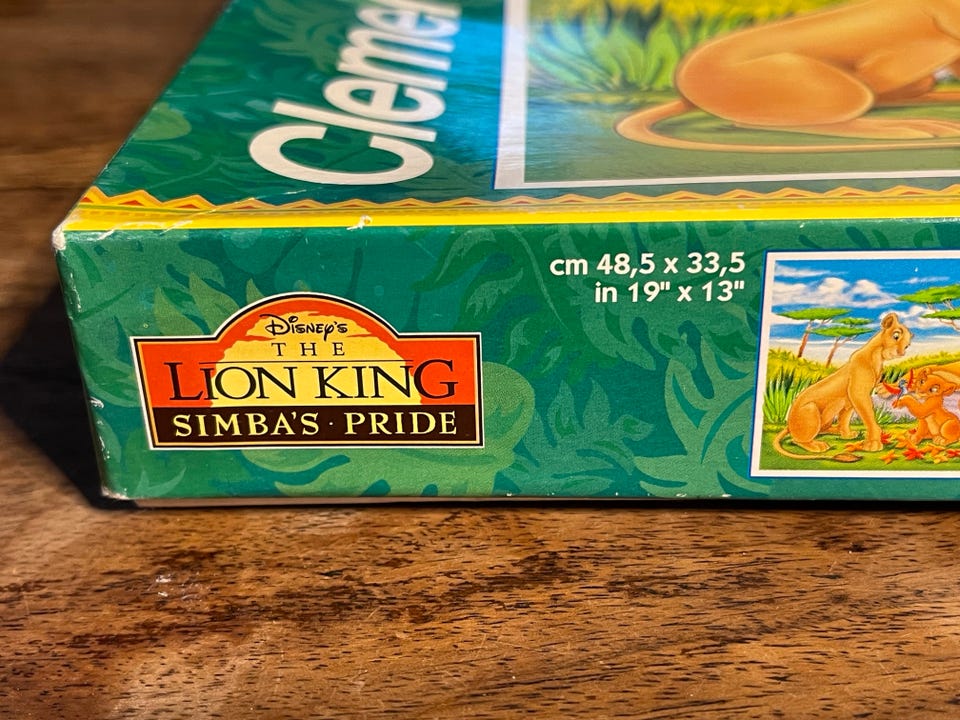 Clemen
cm 48,5 x 33,5
in 19" x 13"
Disney's
THE
LION KING
SIMBA'S · PRIDE